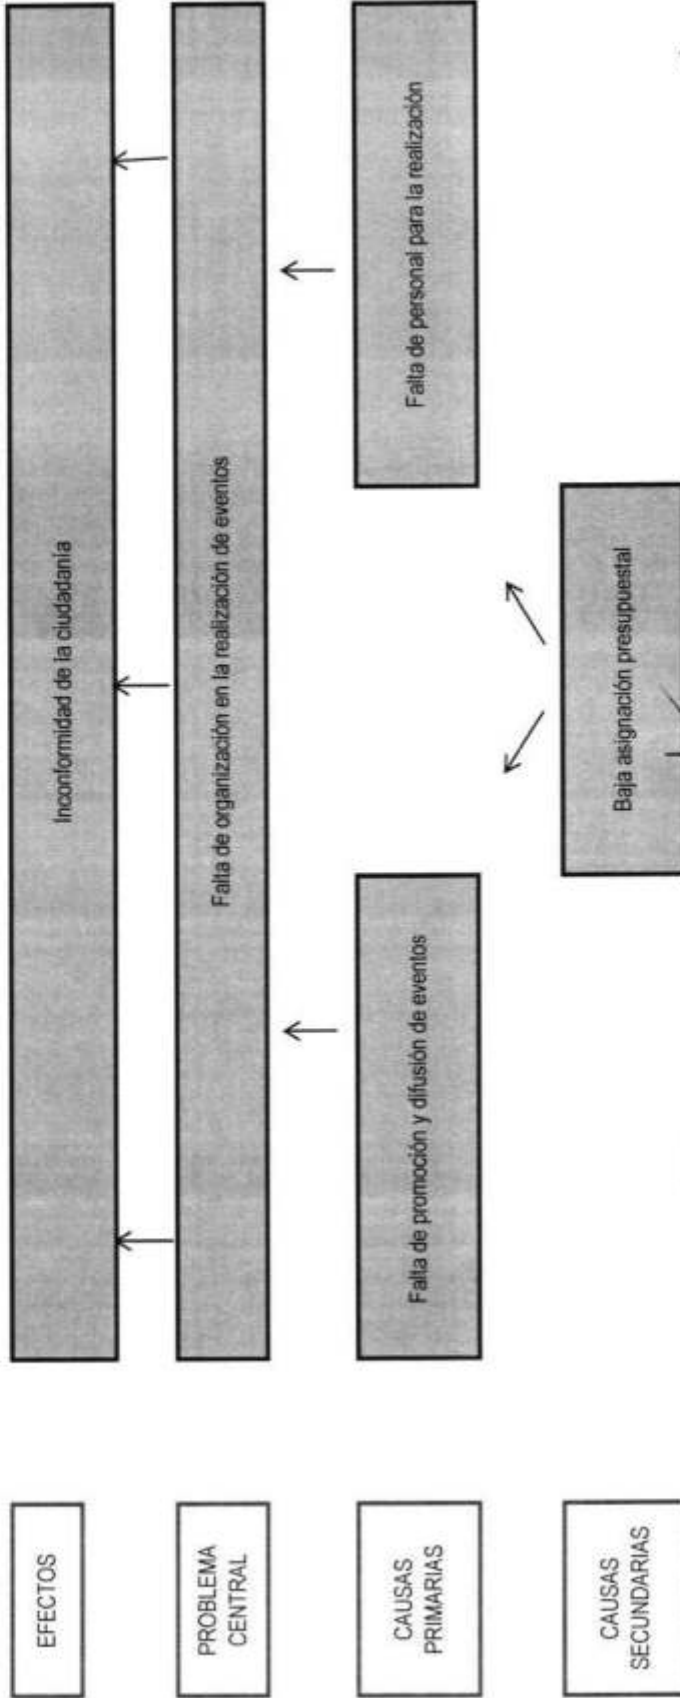 EFECTOS
Inconformidad de la ciudadanía
PROBLEMA
CENTRAL
Falta de organización en la realización de eventos
CAUSAS
PRIMARIAS
Falta de promoción y difusión de eventos
Falta de personal para la realización
CAUSAS
SECUNDARIAS
Baja asignación presupuestal